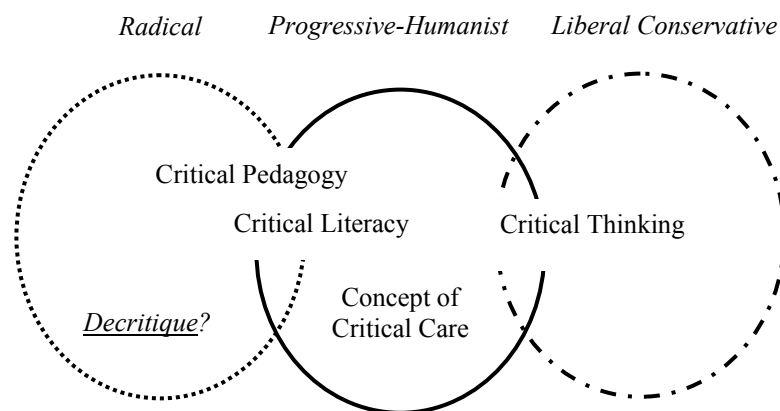 Radical Progressive-Humanist Liberal Conservative
Critical Pedagogy
Critical Literacy Critical Thinking
Concept of
Critical Care
Decritique?